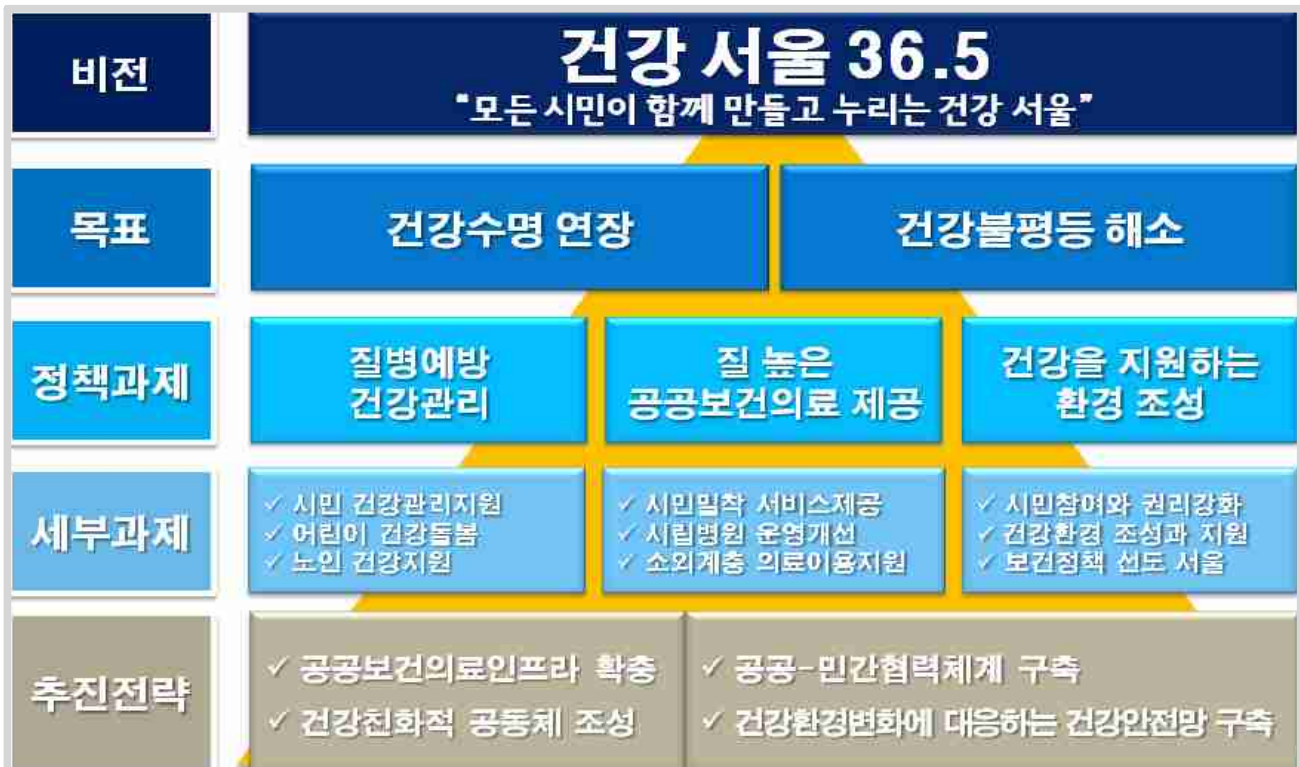 비전
건강 서울 36.5
“모든 시민이 함께 만들고 누리는 건강 서울”
목표
건강수명 연장
건강불평등 해소
정책과제
질병예방
건강관리
질 높은
공공보건의료 제공
건강을 지원하는
환경 조성
세부과제
✓ 시민 건강관리지원
✓ 어린이 건강돌봄
✓ 노인 건강지원
✓ 시민밀착 서비스제공
✓ 시립병원 운영개선
✓ 소외계층 의료이용지원
✓ 시민참여와 권리강화
✓ 건강환경 조성과 지원
✓ 보건정책 선도 서울
추진전략
✓ 공공보건의료인프라 확충
✓ 건강친화적 공동체 조성
✓ 공공-민간협력체계 구축
✓ 건강환경변화에 대응하는 건강안전망 구축